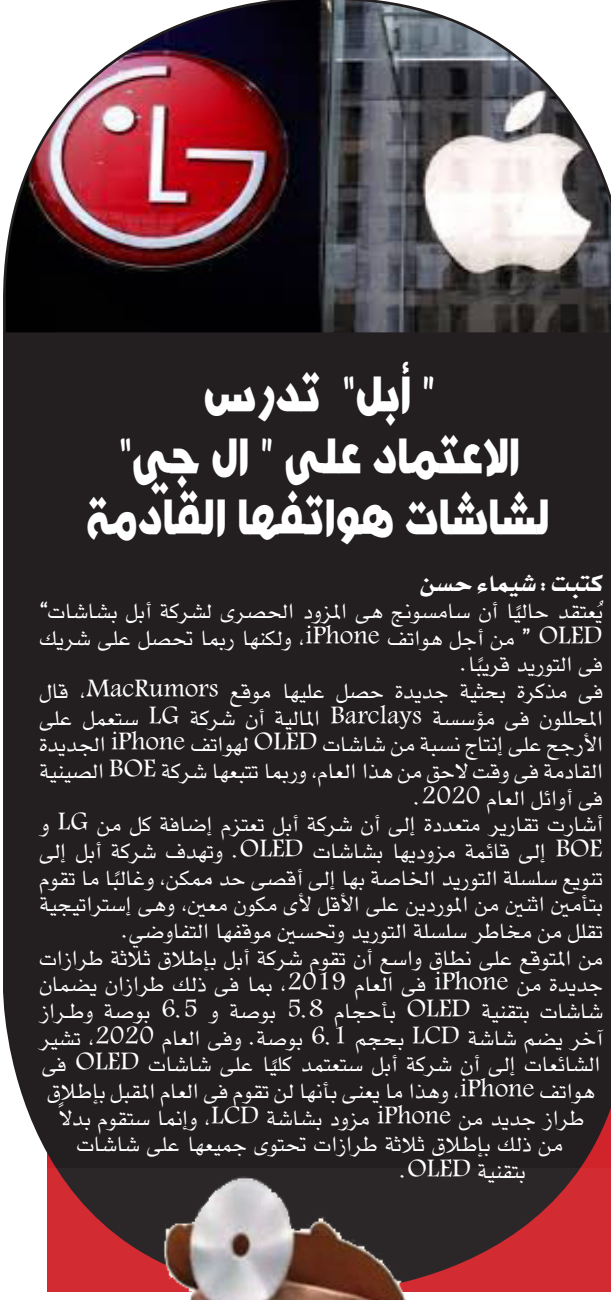 LG
" أبل" تدرس
الاعتماد على " ال جي"
لشاشات هواتفها القادمة
كتبت : شيماء حسن
يُعتقد حاليًا أن سامسونج هى المزود الحصرى لشركة أبل بشاشات“
OLED ” من أجل هواتف iPhone، ولكنها ربما تحصل على شريك
فى التوريد قريبًا.
فى مذكرة بحثية جديدة حصل عليها موقع MacRumors، قال
المحللون فى مؤسسة Barclays المالية أن شركة LG ستعمل على
الأرجح على إنتاج نسبة من شاشات OLED لهواتف iPhone الجديدة
القادمة فى وقت لاحق من هذا العام، وربما تتبعها شركة BOE الصينية
فى أوائل العام 2020.
أشارت تقارير متعددة إلى أن شركة أبل تعتزم إضافة كل من LG و
BOE إلى قائمة مزوديها بشاشات OLED. وتهدف شركة أبل إلى
تنويع سلسلة التوريد الخاصة بها إلى أقصى حد ممكن، وغالبًا ما تقوم
بتأمين اثنين من الموردين على الأقل لأى مكون معين، وهى إستراتيجية
تقلل من مخاطر سلسلة التوريد وتحسين موقفها التفاوضي.
من المتوقع على نطاق واسع أن تقوم شركة أبل بإطلاق ثلاثة طرازات
جديدة من iPhone فى العام 2019، بما فى ذلك طرازان يضمان
شاشات بتقنية OLED بأحجام 5.8 بوصة و 6.5 بوصة وطراز
آخر يضم شاشة LCD بحجم 6.1 بوصة. وفى العام 2020، تشير
الشائعات إلى أن شركة أبل ستعتمد كليًا على شاشات OLED فى
هواتف iPhone، وهذا ما يعنى بأنها لن تقوم فى العام المقبل بإطلاق
طراز جديد من iPhone مزود بشاشة LCD، وإنما ستقوم بدلاً
من ذلك بإطلاق ثلاثة طرازات تحتوى جميعها على شاشات
بتقنية OLED.